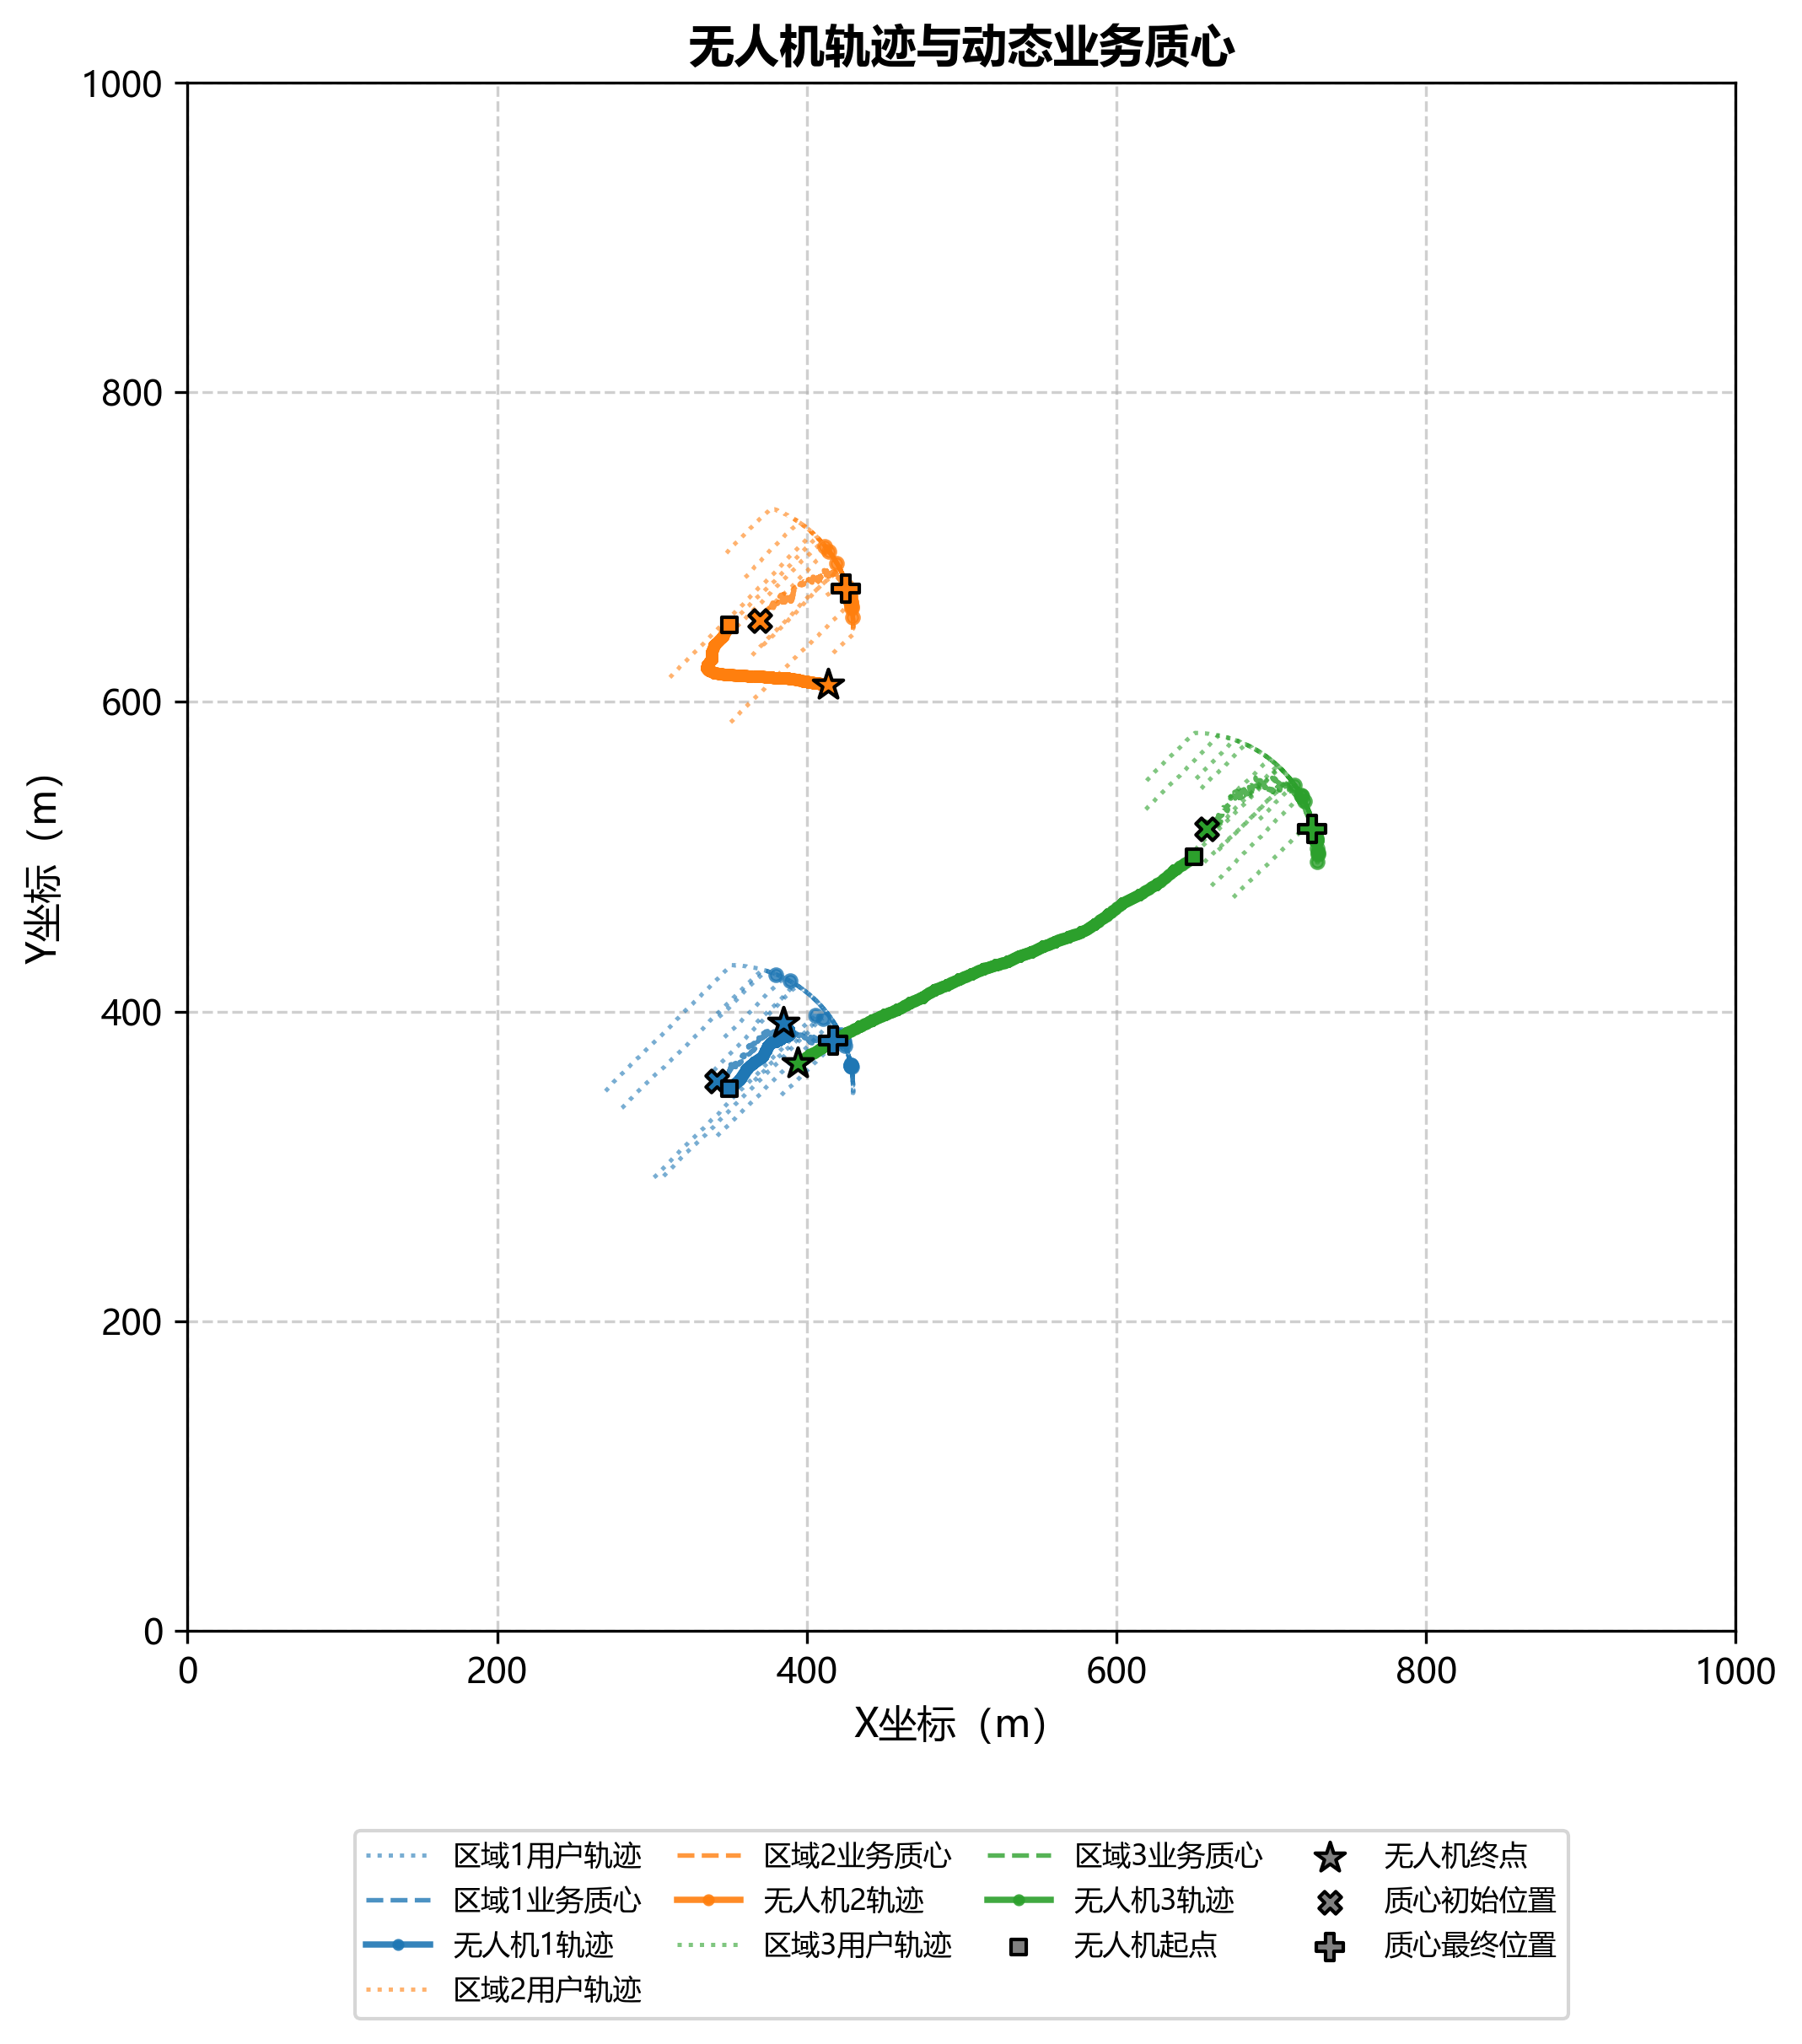 无人机轨迹与动态业务质心
1000
800
600
400
200
0
Y坐标（m）
0 200 400 600 800 1000
X坐标（m）
区域1用户轨迹
区域1业务质心
无人机1轨迹
区域2用户轨迹
区域2业务质心
无人机2轨迹
区域3用户轨迹
区域3业务质心
无人机3轨迹
无人机起点
无人机终点
质心初始位置
质心最终位置